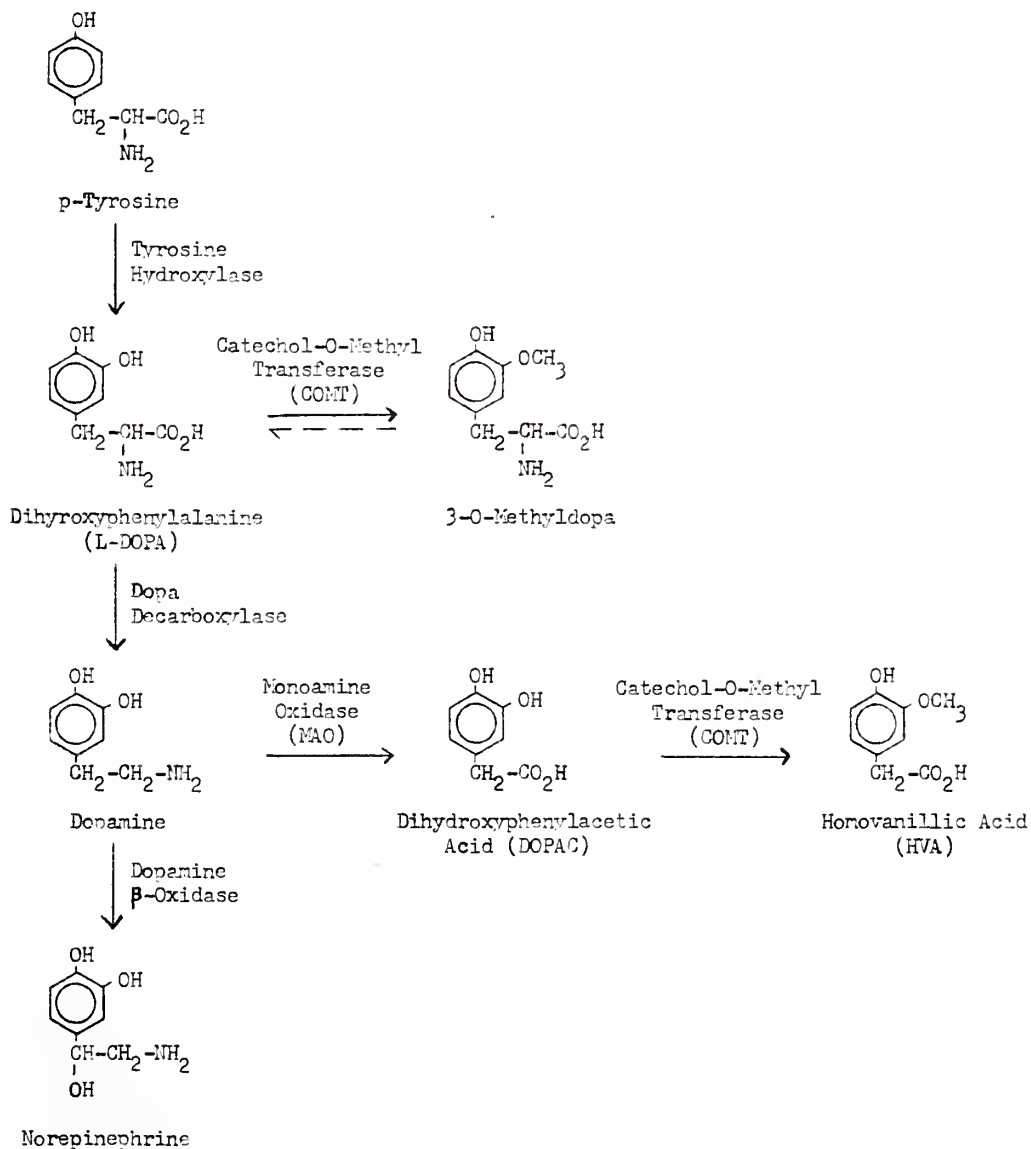 OH
CH2-CH-CO2H
NH2
p-Tyrosine
Tyrosine
Hydroxylase
OH
OH
CH2-CH-CO2H
NH2
Dihyroxyphenylalanine
(L-DOPA)
Catechol-O-Methyl
Transferase
(COMT)
OH
OCH3
CH2-CH-CO2H
NH2
3-O-Methyldopa
Dopa
Decarboxylase
OH
OH
CH2-CH2-NH2
Dopamine
Monoamine
Oxidase
(MAO)
OH
OH
CH2-CO2H
Dihydroxyphenylacetic
Acid (DOPAC)
Catechol-O-Methyl
Transferase
(COMT)
OH
OCH3
CH2-CO2H
Homovanillic Acid
(HVA)
Dopamine
β-Oxidase
OH
OH
CH-CH2-NH2
OH
Norepinephrine